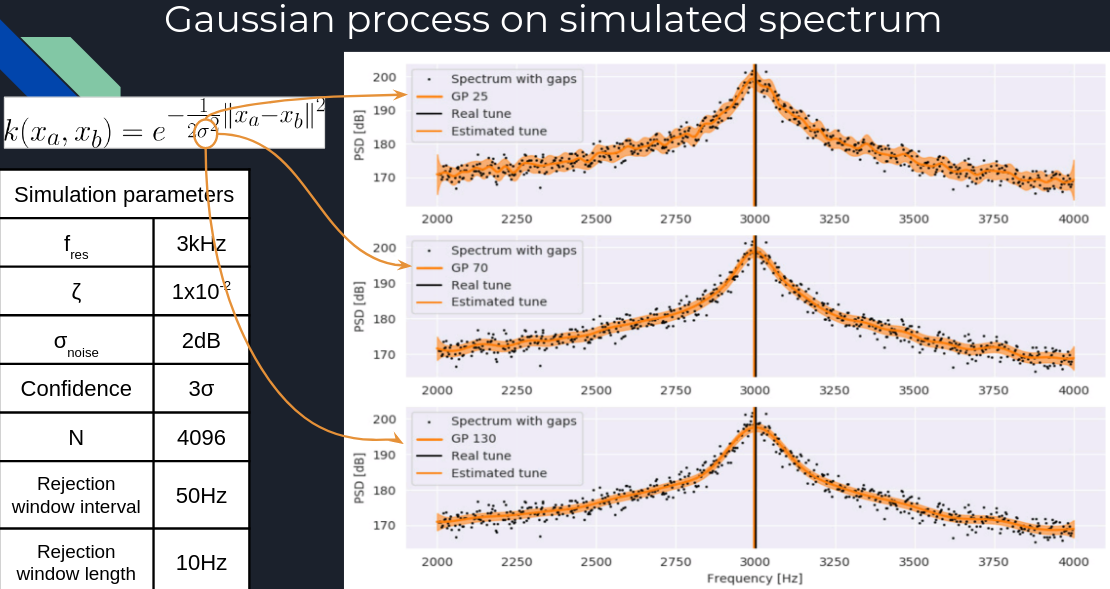 Gaussian process on simulated spectrum
k(x_a, x_b) = e^{-\frac{1}{2σ^2}‖x_a−x_b‖^2}
Simulation parameters
f_res 3kHz
ζ 1x10^-2
σ_noise 2dB
Confidence 3σ
N 4096
Rejection
window interval 50Hz
Rejection
window length 10Hz
PSD [dB]
200
190
180
170
Spectrum with gaps
GP 25
Real tune
Estimated tune
2000 2250 2500 2750 3000 3250 3500 3750 4000
PSD [dB]
200
190
180
170
Spectrum with gaps
GP 70
Real tune
Estimated tune
2000 2250 2500 2750 3000 3250 3500 3750 4000
PSD [dB]
200
190
180
170
Spectrum with gaps
GP 130
Real tune
Estimated tune
2000 2250 2500 2750 3000 3250 3500 3750 4000
Frequency [Hz]